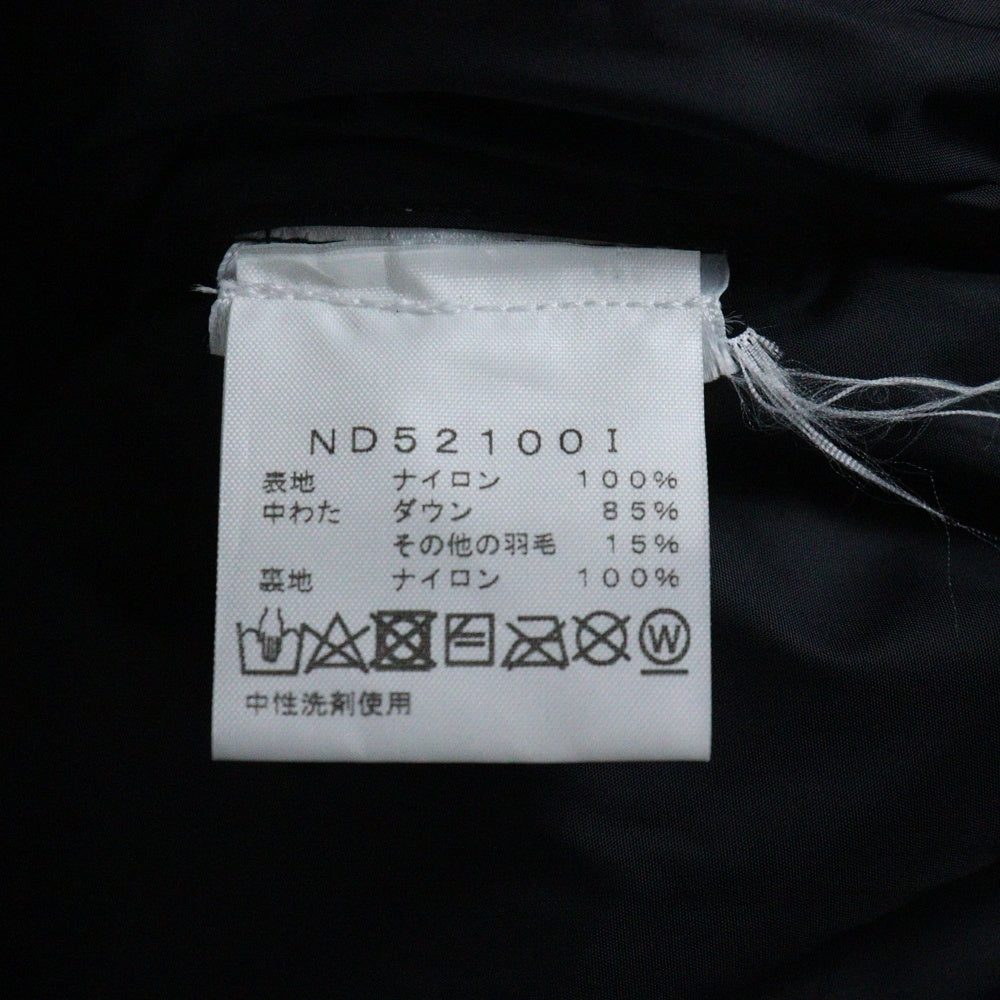 ND52100I
表地 ナイロン 100%
中わた ダウン 85%
その他の羽毛 15%
裏地 ナイロン 100%
W
中性洗剤使用